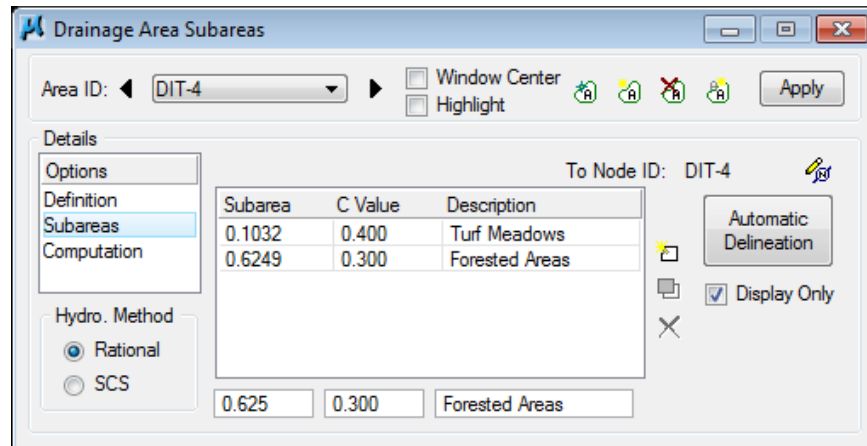 Drainage Area Subareas
Area ID: DIT-4 Window Center Highlight Apply
Details
Options
Definition
Subareas
Computation
To Node ID: DIT-4
Subarea C Value Description
0.1032 0.400 Turf Meadows
0.6249 0.300 Forested Areas
Automatic
Delineation
Display Only
Hydro. Method
Rational
SCS
0.625 0.300 Forested Areas